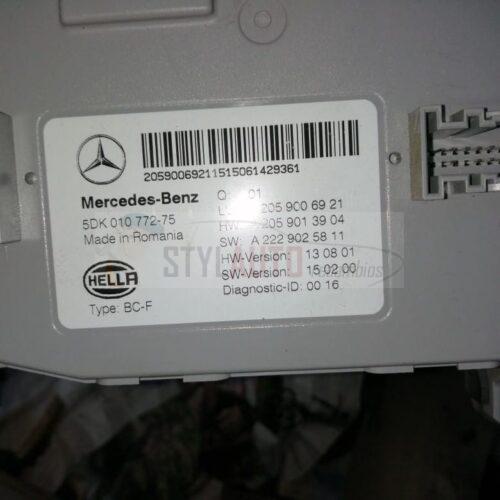 2059006921151506142936​1
Mercedes-Benz
5DK 010 772-75
Made in Romania
HELLA
Type: BC-F
01
205 900 69 21
205 901 39 04
SW: A 222 902 58 11
HW-Version: 13 08 01
SW-Version: 15 02 00
Diagnostic-ID: 00 16
STYLAUTO